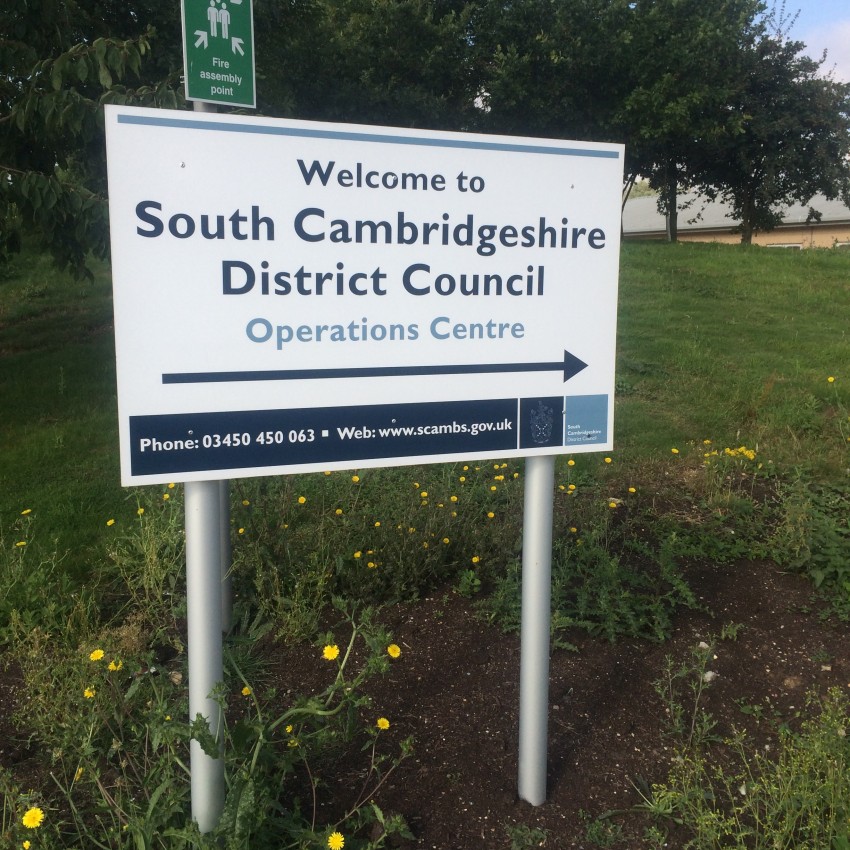 Fire
assembly
point
Welcome to
South Cambridgeshire
District Council
Operations Centre
Phone: 03450 450 063 ▪ Web: www.scambs.gov.uk
South
Cambridgeshire
District Council